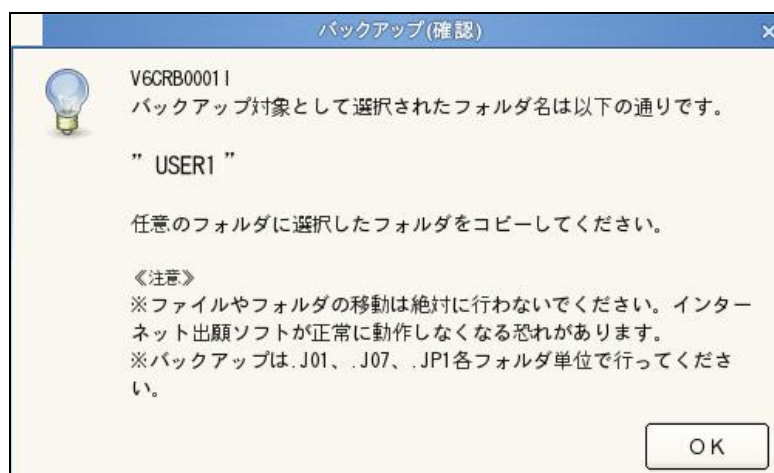 バックアップ(確認)
V6CRB0001I
バックアップ対象として選択されたフォルダ名は以下の通りです。
” USER1 ”
任意のフォルダに選択したフォルダをコピーしてください。
《注意》
※ファイルやフォルダの移動は絶対に行わないでください。インター
ネット出願ソフトが正常に動作しなくなる恐れがあります。
※バックアップは.J01、.J07、.JP1各フォルダ単位で行ってくださ
い。
OK